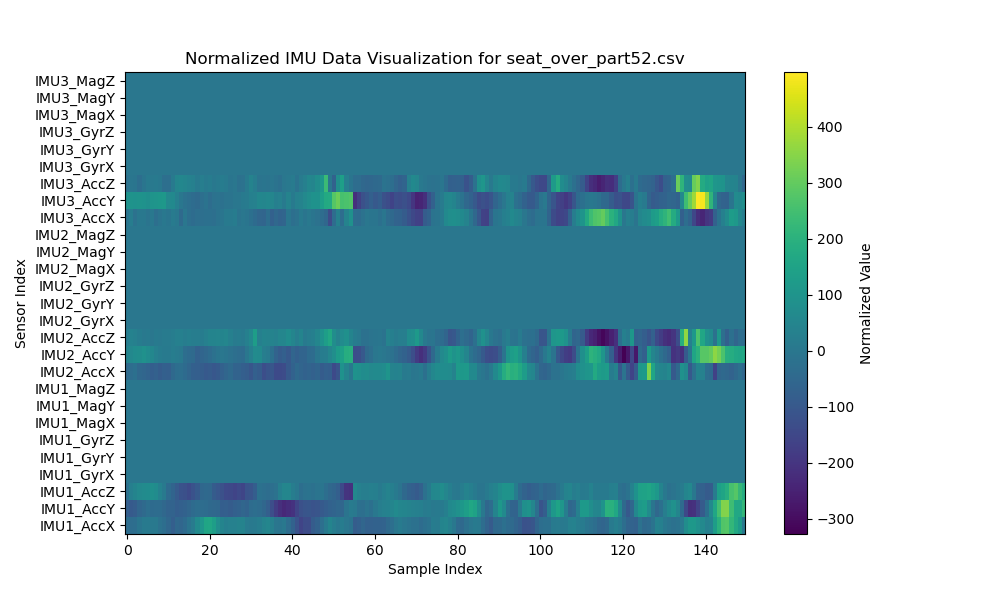 Normalized IMU Data Visualization for seat_over_part52.csv
IMU3_MagZ
IMU3_MagY
IMU3_MagX
IMU3_GyrZ
IMU3_GyrY
IMU3_GyrX
IMU3_AccZ
IMU3_AccY
IMU3_AccX
IMU2_MagZ
IMU2_MagY
IMU2_MagX
IMU2_GyrZ
IMU2_GyrY
IMU2_GyrX
IMU2_AccZ
IMU2_AccY
IMU2_AccX
IMU1_MagZ
IMU1_MagY
IMU1_MagX
IMU1_GyrZ
IMU1_GyrY
IMU1_GyrX
IMU1_AccZ
IMU1_AccY
IMU1_AccX
Sensor Index
0 20 40 60 80 100 120 140
Sample Index
400
300
200
100
0
−100
−200
−300
Normalized Value